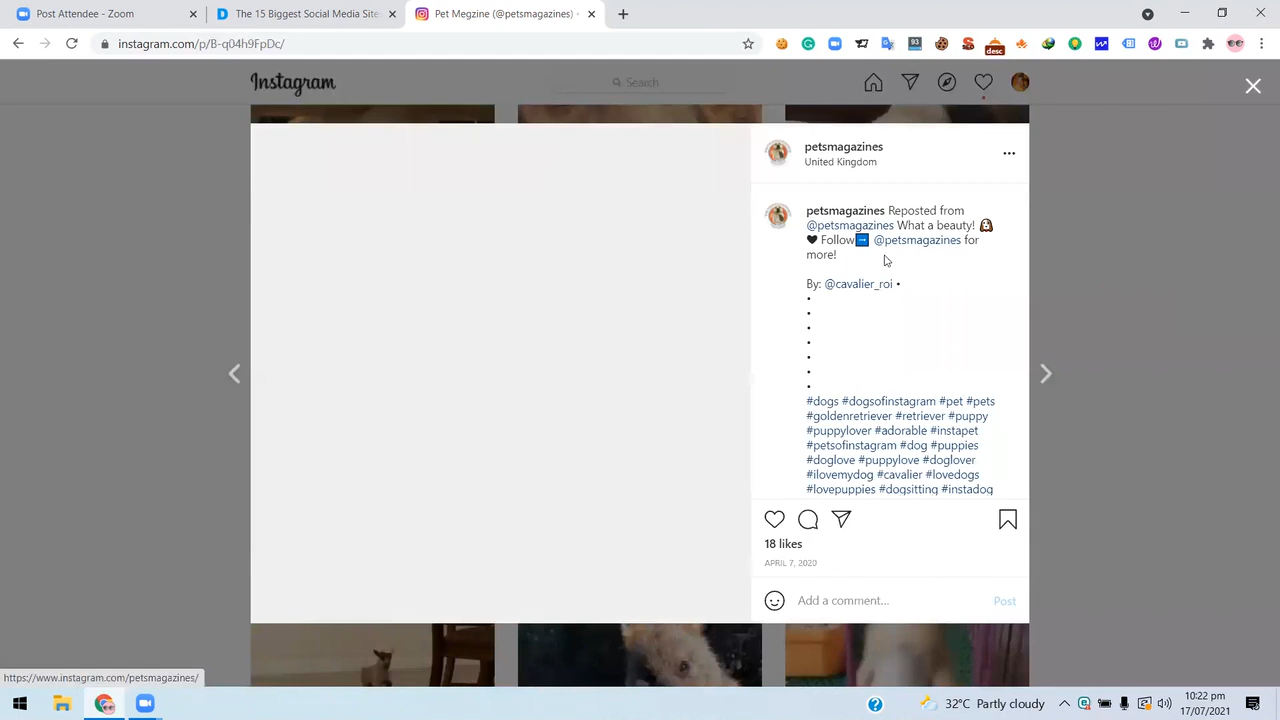 Post Attendee - Zoom
The 15 Biggest Social Media Site
Pet Megzine (@petsmagazines) •
instagram.com/p/B_q04h9FpDc/
93
desc
Instagram
Search
petsmagazines
United Kingdom
petsmagazines Reposted from
@petsmagazines What a beauty! 🐶
🖤 Follow➡️ @petsmagazines for
more!
By: @cavalier_roi •
•
•
•
•
•
•
•
#dogs #dogsofinstagram #pet #pets
#goldenretriever #retriever #puppy
#puppylover #adorable #instapet
#petsofinstagram #dog #puppies
#doglove #puppylove #doglover
#ilovemydog #cavalier #lovedogs
#lovepuppies #dogsitting #instadog
18 likes
APRIL 7, 2020
Add a comment...
Post
https://www.instagram.com/petsmagazines/
32°C Partly cloudy
10:22 pm
17/07/2021